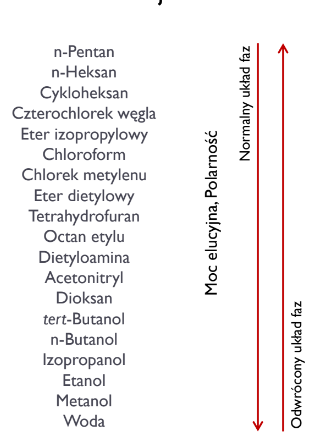 n-Pentan
n-Heksan
Cykloheksan
Czterochlorek węgla
Eter izopropylowy
Chloroform
Chlorek metylenu
Eter dietylowy
Tetrahydrofuran
Octan etylu
Dietyloamina
Acetonitryl
Dioksan
tert-Butanol
n-Butanol
Izopropanol
Etanol
Metanol
Woda
Moc elucyjna, Polarność
Normalny układ faz
Odwrócony układ faz